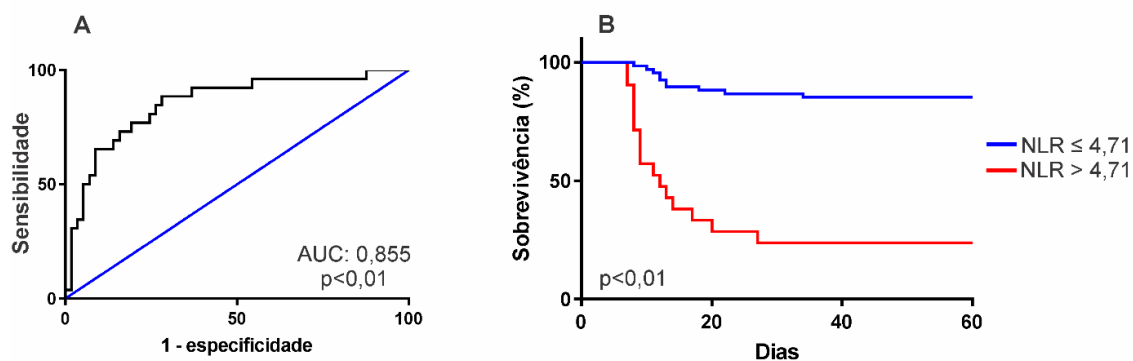 A
Sensibilidade
100
50
0
0
50
100
AUC: 0,855
p<0,01
1 - especificidade
B
Sobrevivência (%)
100
50
0
0
20
40
60
p<0,01
Dias
NLR ≤ 4,71
NLR > 4,71